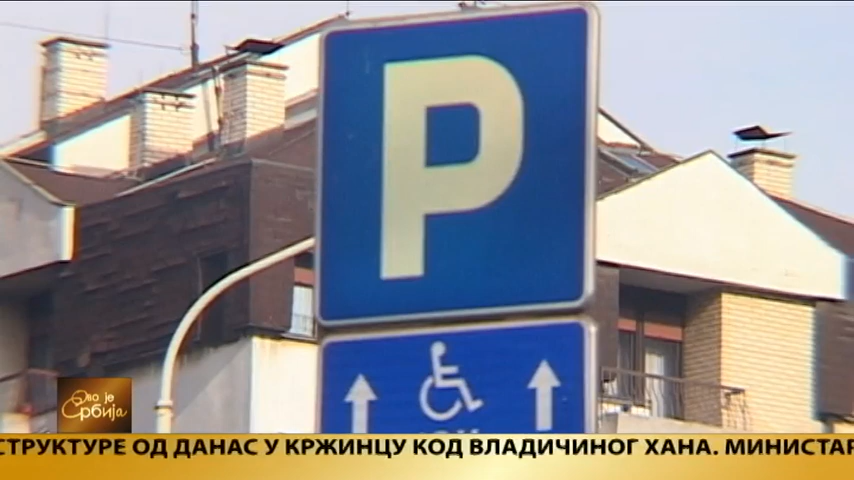 P
Ово је
Србија
СТРУКТУРЕ ОД ДАНАС У КРЖИНЦУ КОД ВЛАДИЧИНОГ ХАНА. МИНИСТАР